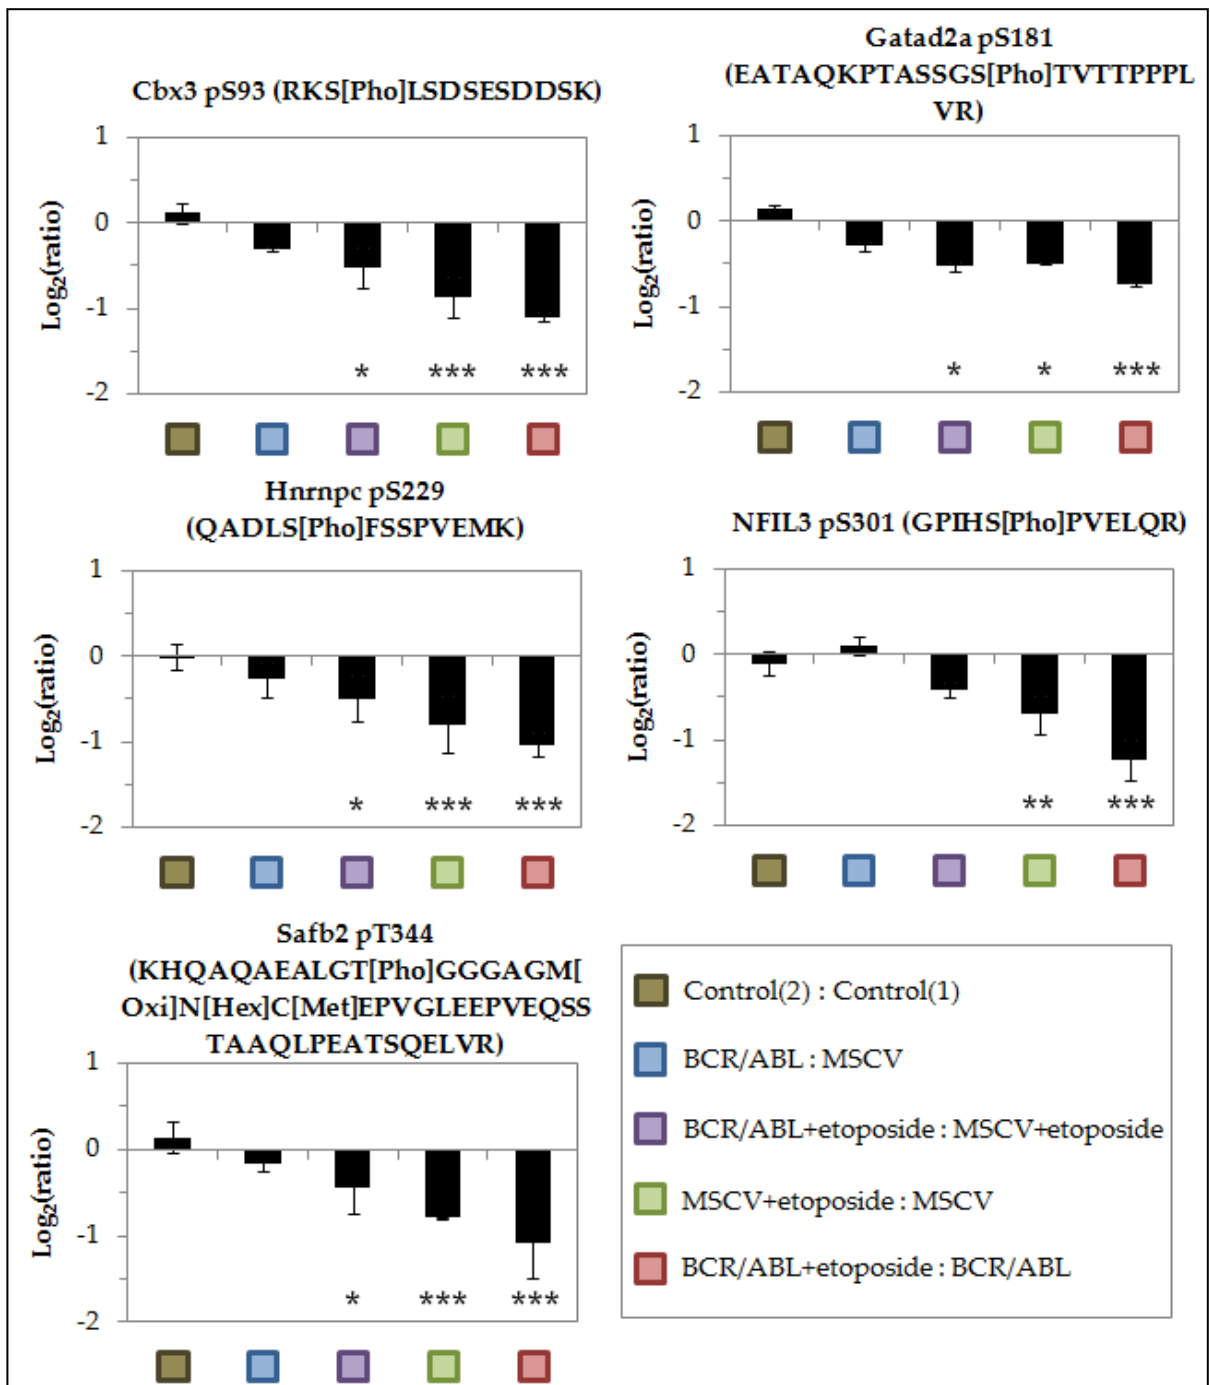 Cbx3 pS93 (RKS[Pho]LSDSESDDSK)
Log2(ratio)
1
0
-1
-2
* *** ***
Gatad2a pS181
(EATAQKPTASSGS[Pho]TVTTPPPL
VR)
Log2(ratio)
1
0
-1
-2
* * ***
Hnrnpc pS229
(QADLS[Pho]FSSPVEMK)
Log2(ratio)
1
0
-1
-2
* *** ***
NFIL3 pS301 (GPIHS[Pho]PVELQR)
Log2(ratio)
1
0
-1
-2
** ***
Safb2 pT344
(KHQAQAEALGT[Pho]GGGAGM[
Oxi]N[Hex]C[Met]EPVGLEEPVEQSS
TAAQLPEATSQELVR)
Log2(ratio)
1
0
-1
-2
* *** ***
Control(2) : Control(1)
BCR/ABL : MSCV
BCR/ABL+etoposide : MSCV+etoposide
MSCV+etoposide : MSCV
BCR/ABL+etoposide : BCR/ABL